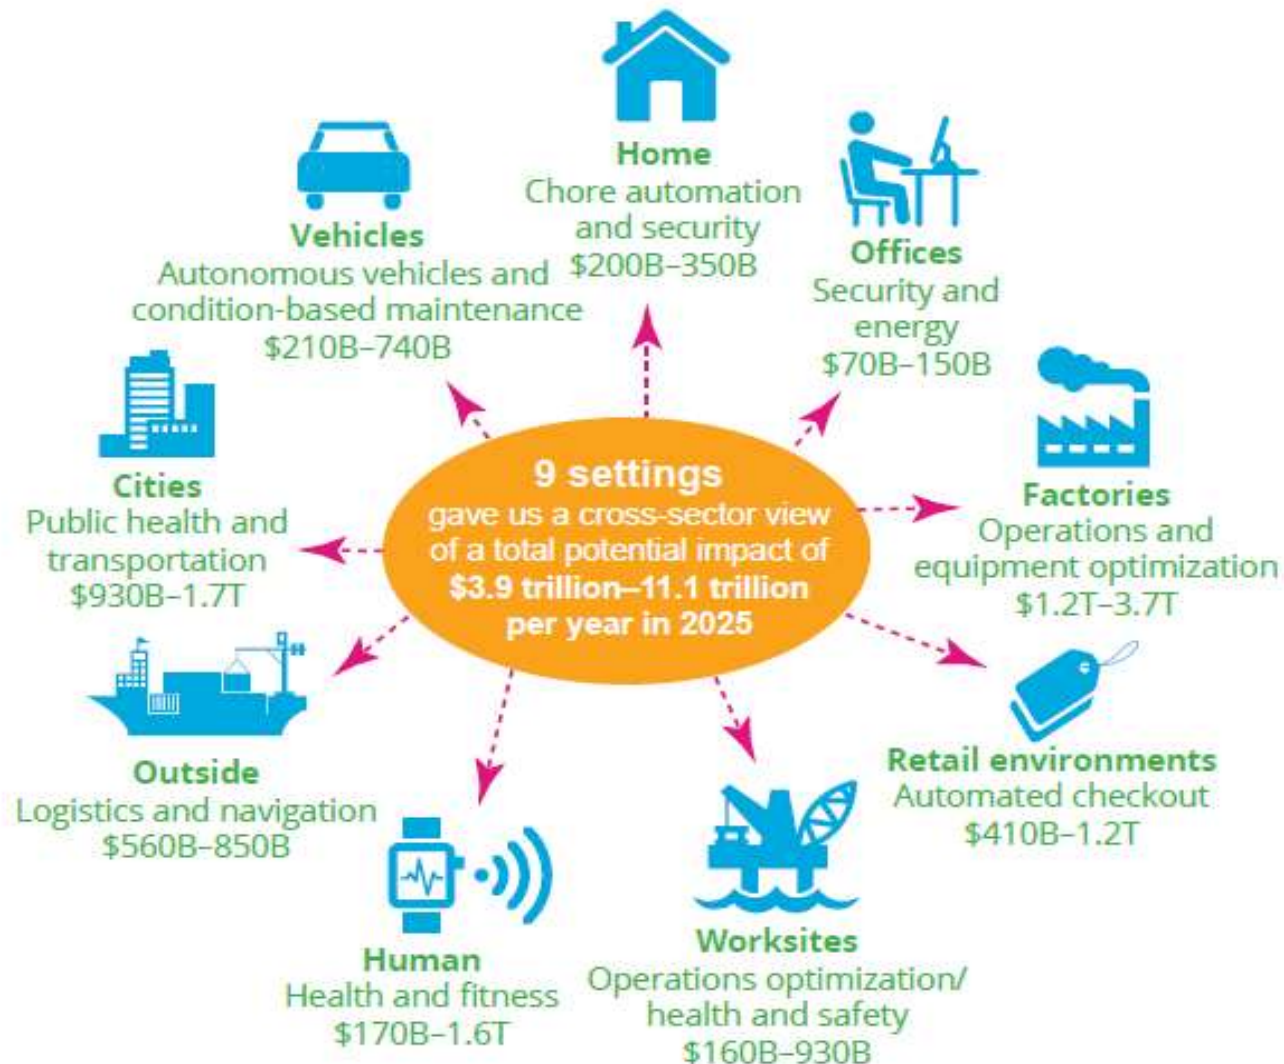 Home
Chore automation
and security
$200B–350B
Offices
Security and
energy
$70B–150B
Vehicles
Autonomous vehicles and
condition-based maintenance
$210B–740B
9 settings
gave us a cross-sector view
of a total potential impact of
$3.9 trillion–11.1 trillion
per year in 2025
Factories
Operations and
equipment optimization
$1.2T–3.7T
Cities
Public health and
transportation
$930B–1.7T
Retail environments
Automated checkout
$410B–1.2T
Outside
Logistics and navigation
$560B–850B
Worksites
Operations optimization/
health and safety
$160B–930B
Human
Health and fitness
$170B–1.6T